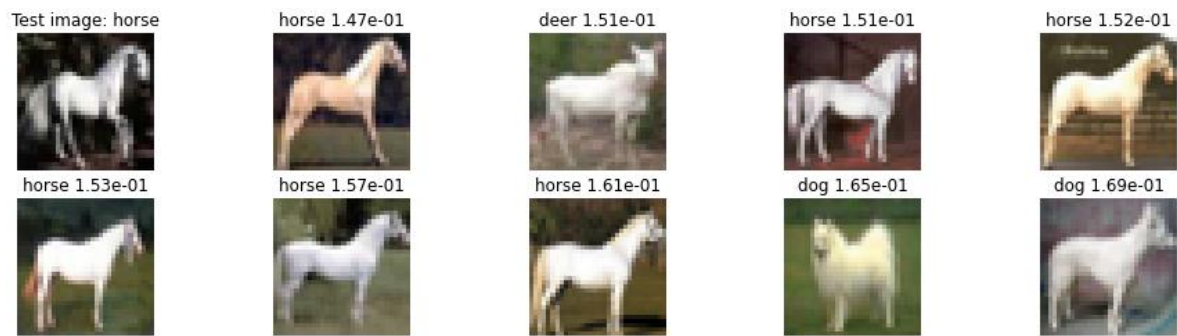 Test image: horse
horse 1.47e-01
deer 1.51e-01
horse 1.51e-01
horse 1.52e-01
horse 1.53e-01
horse 1.57e-01
horse 1.61e-01
dog 1.65e-01
dog 1.69e-01